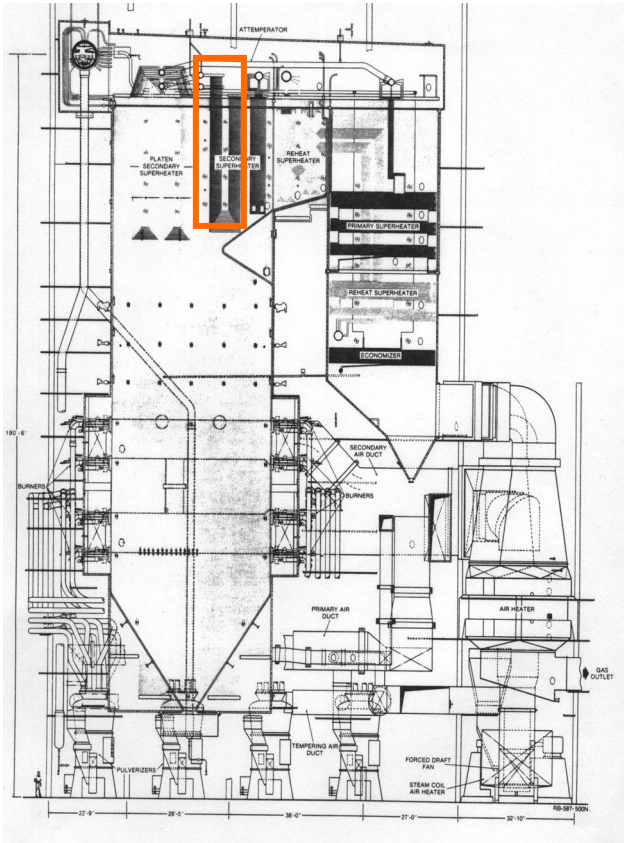 ATTEMPERATOR
PLATEN
SECONDARY
SUPERHEATER
SECONDARY
SUPERHEATER
REHEAT
SUPERHEATER
PRIMARY SUPERHEATER
REHEAT SUPERHEATER
ECONOMIZER
190'-6"
SECONDARY
AIR DUCT
BURNERS
BURNERS
PRIMARY AIR
DUCT
AIR HEATER
GAS
OUTLET
TEMPERING AIR
DUCT
PULVERIZERS
FORCED DRAFT
FAN
STEAM COIL
AIR HEATER
RB-587-500N
22'-9" 28'-5" 38'-0" 27'-0" 32'-10"